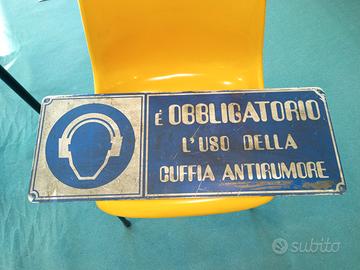 È OBBLIGATORIO
L'USO DELLA
CUFFIA ANTIRUMORE
subito